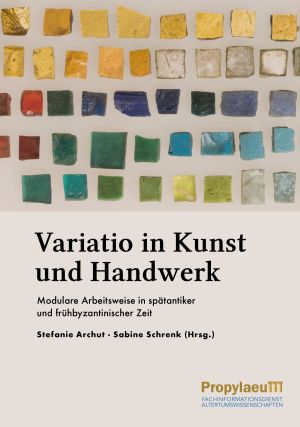 Variatio in Kunst
und Handwerk
Modulare Arbeitsweise in spätantiker
und frühbyzantinischer Zeit
Stefanie Archut · Sabine Schrenk (Hrsg.)
Propylaeum
FACHINFORMATIONSDIENST
ALTERTUMSWISSENSCHAFTEN